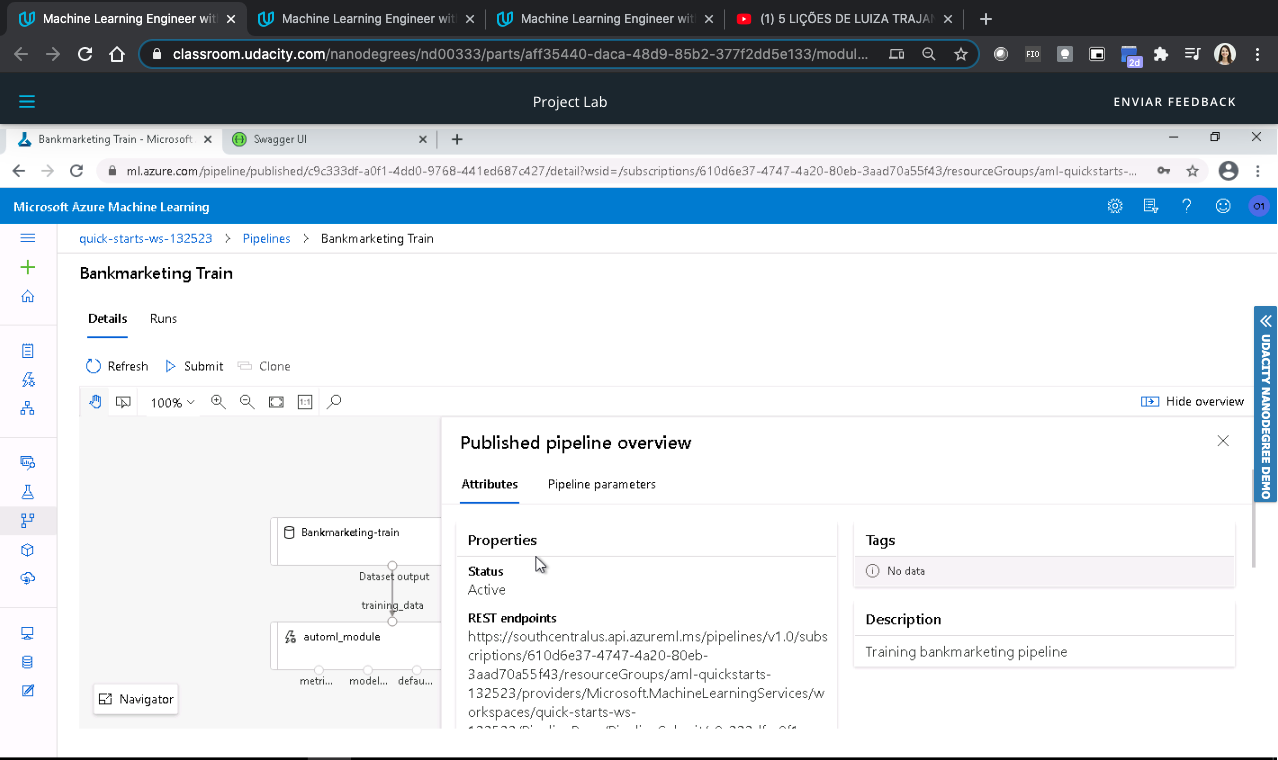 Machine Learning Engineer wit
Machine Learning Engineer wit
Machine Learning Engineer wit
(1) 5 LIÇÕES DE LUIZA TRAJAN
classroom.udacity.com/nanodegrees/nd00333/parts/aff35440-daca-48d9-85b2-377f2dd5e133/modul...
FIO
2d
Project Lab
ENVIAR FEEDBACK
Bankmarketing Train - Microsoft
Swagger UI
ml.azure.com/pipeline/published/c9c333df-a0f1-4dd0-9768-441ed687c427/detail?wsid=/subscriptions/610d6e37-4747-4a20-80eb-3aad70a55f43/resourceGroups/aml-quickstarts-...
Microsoft Azure Machine Learning
O1
quick-starts-ws-132523 > Pipelines > Bankmarketing Train
Bankmarketing Train
Details
Runs
Refresh
Submit
Clone
100%
1:1
Hide overview
UDACITY NANODEGREE DEMO
Bankmarketing-train
Dataset output
training_data
automl_module
metri...
model...
defau...
Navigator
Published pipeline overview
Attributes
Pipeline parameters
Properties
Status
Active
REST endpoints
https://southcentralus.api.azureml.ms/pipelines/v1.0/subs
criptions/610d6e37-4747-4a20-80eb-
3aad70a55f43/resourceGroups/aml-quickstarts-
132523/providers/Microsoft.MachineLearningServices/w
orkspaces/quick-starts-ws-
Tags
No data
Description
Training bankmarketing pipeline